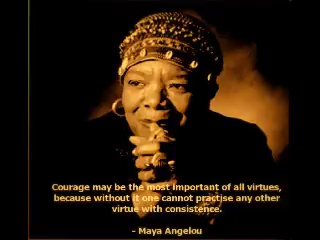 Courage may be the most important of all virtues,
because without it one cannot practise any other
virtue with consistence.
- Maya Angelou